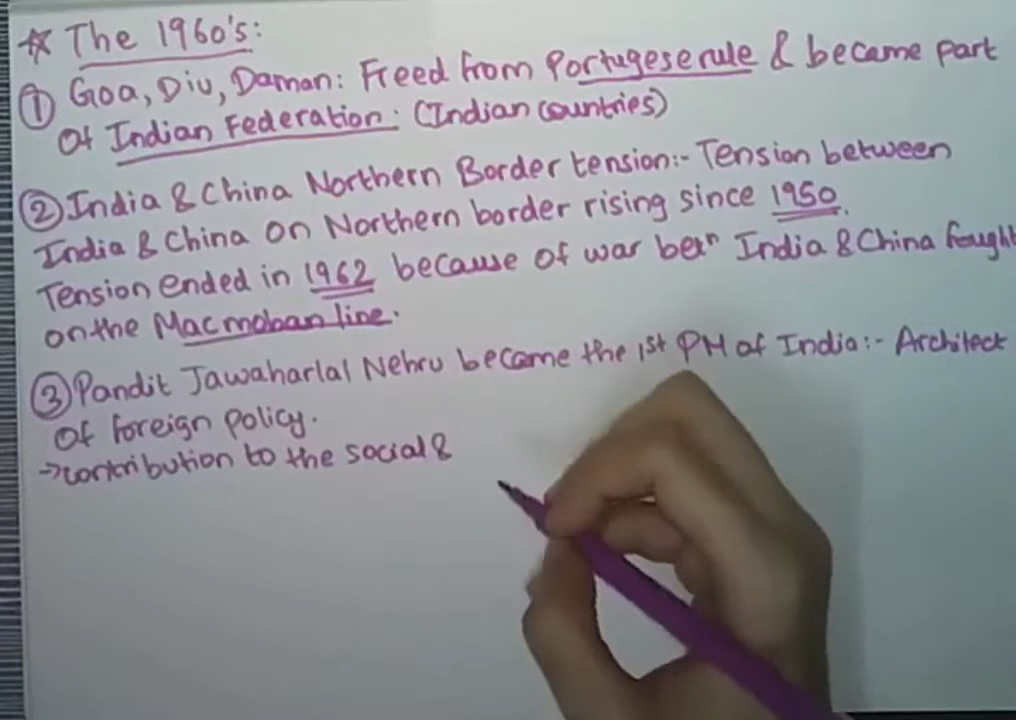 ☆ The 1960's:
① Goa, Diu, Daman: Freed from Portugese rule & became part
of Indian Federation: (Indian countries)
② India & China Northern Border tension:- Tension between
India & China on Northern border rising since 1950.
Tension ended in 1962 because of war betn India & China fought
on the Macmohan line.
③ Pandit Jawaharlal Nehru became the 1st PM of India:- Architect
of foreign policy.
→ contribution to the social &